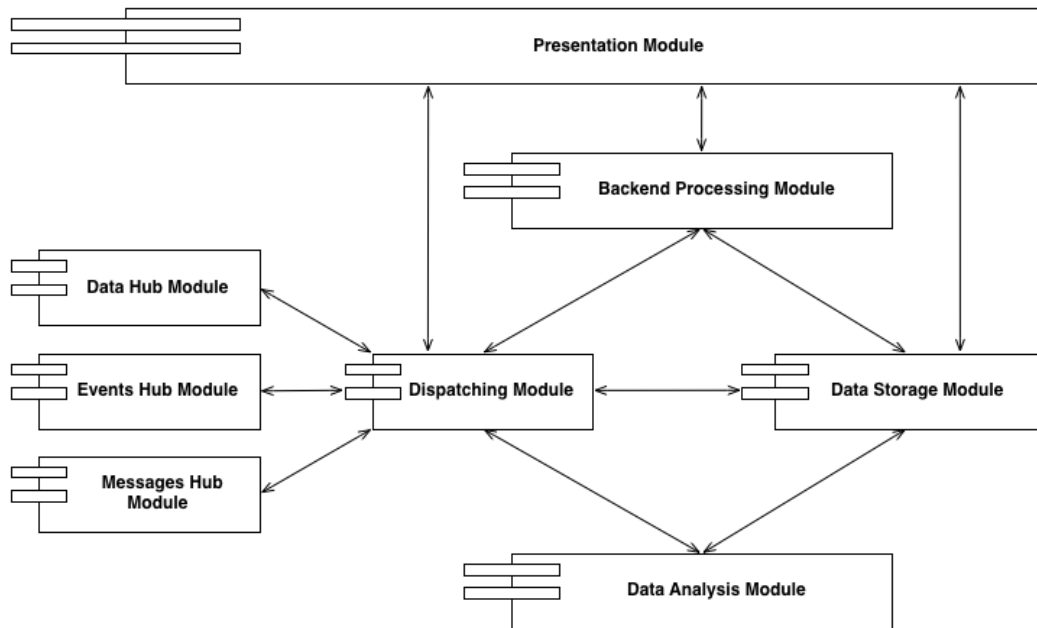 Presentation Module
Backend Processing Module
Data Hub Module
Events Hub Module
Dispatching Module
Data Storage Module
Messages Hub
Module
Data Analysis Module